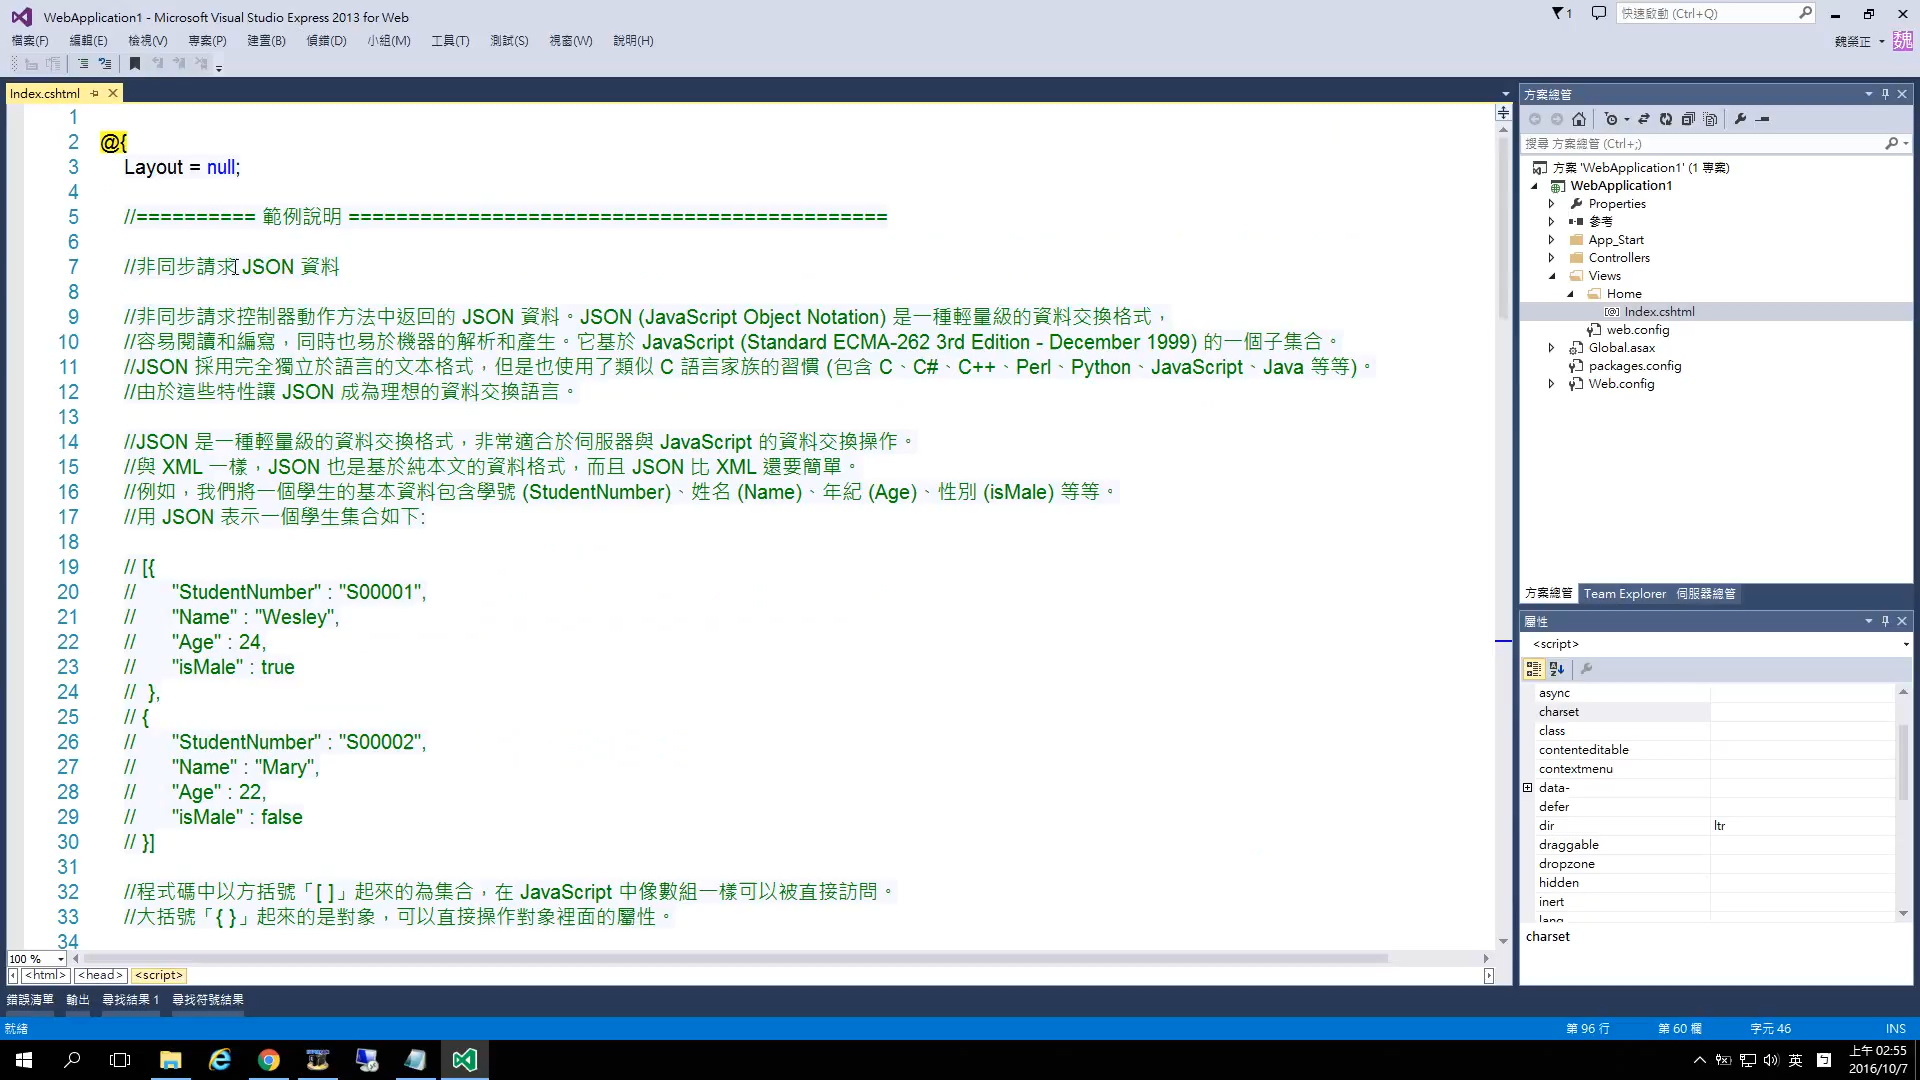 WebApplication1 - Microsoft Visual Studio Express 2013 for Web
1
快速啟動 (Ctrl+Q)
檔案(F) 編輯(E) 檢視(V) 專案(P) 建置(B) 偵錯(D) 小組(M) 工具(T) 測試(S) 視窗(W) 說明(H)
魏榮正
魏
Index.cshtml
1
2 @{
3 Layout = null;
4
5 //========== 範例說明 =============================================
6
7 //非同步請求 JSON 資料
8
9 //非同步請求控制器動作方法中返回的 JSON 資料。JSON (JavaScript Object Notation) 是一種輕量級的資料交換格式，
10 //容易閱讀和編寫，同時也易於機器的解析和產生。它基於 JavaScript (Standard ECMA-262 3rd Edition - December 1999) 的一個子集合。
11 //JSON 採用完全獨立於語言的文本格式，但是也使用了類似 C 語言家族的習慣 (包含 C、C#、C++、Perl、Python、JavaScript、Java 等等)。
12 //由於這些特性讓 JSON 成為理想的資料交換語言。
13
14 //JSON 是一種輕量級的資料交換格式，非常適合於伺服器與 JavaScript 的資料交換操作。
15 //與 XML 一樣，JSON 也是基於純本文的資料格式，而且 JSON 比 XML 還要簡單。
16 //例如，我們將一個學生的基本資料包含學號 (StudentNumber)、姓名 (Name)、年紀 (Age)、性別 (isMale) 等等。
17 //用 JSON 表示一個學生集合如下:
18
19 // [{
20 // "StudentNumber" : "S00001",
21 // "Name" : "Wesley",
22 // "Age" : 24,
23 // "isMale" : true
24 // },
25 // {
26 // "StudentNumber" : "S00002",
27 // "Name" : "Mary",
28 // "Age" : 22,
29 // "isMale" : false
30 // }]
31
32 //程式碼中以方括號「[ ]」起來的為集合，在 JavaScript 中像數組一樣可以被直接訪問。
33 //大括號「{ }」起來的是對象，可以直接操作對象裡面的屬性。
34
100 %
<html> <head> <script>
錯誤清單 輸出 尋找結果 1 尋找符號結果
就緒
第 96 行 第 60 欄 字元 46 INS
方案總管
搜尋 方案總管 (Ctrl+;)
方案 'WebApplication1' (1 專案)
WebApplication1
Properties
參考
App_Start
Controllers
Views
Home
Index.cshtml
web.config
Global.asax
packages.config
Web.config
方案總管 Team Explorer 伺服器總管
屬性
<script>
async
charset
class
contenteditable
contextmenu
data-
defer
dir ltr
draggable
dropzone
hidden
inert
lang
charset
英
上午 02:55
2016/10/7